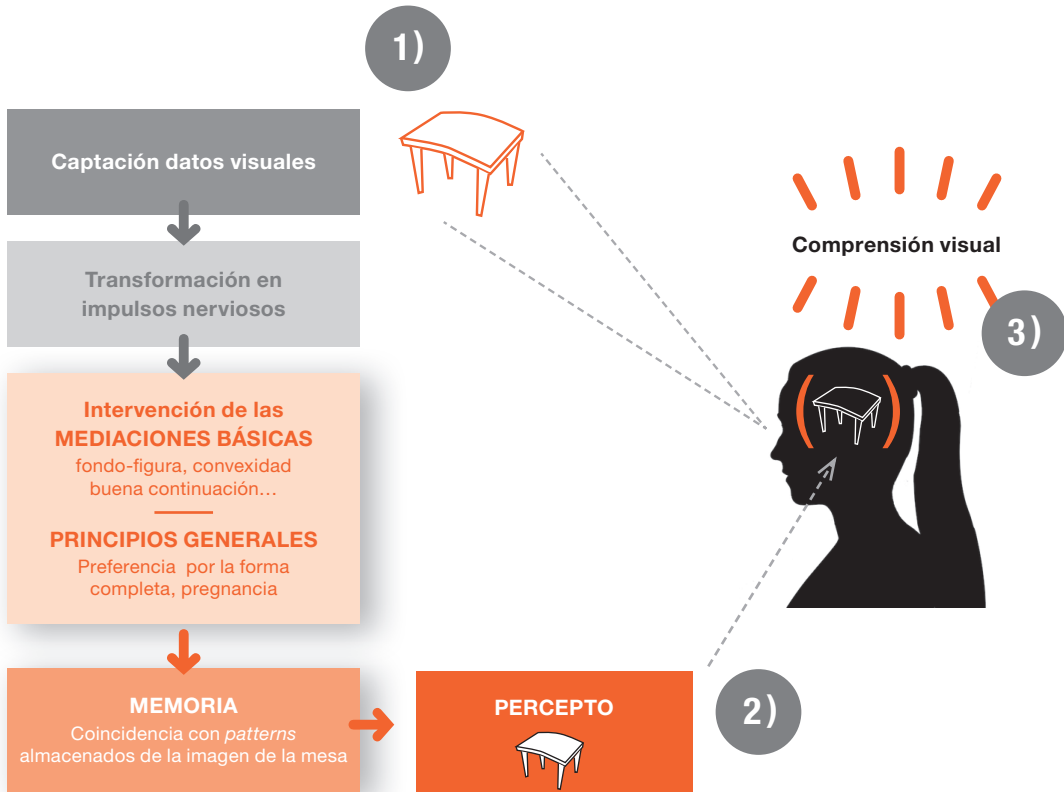 1)
Captación datos visuales
Transformación en
impulsos nerviosos
Intervención de las
MEDIACIONES BÁSICAS
fondo-figura, convexidad
buena continuación…
PRINCIPIOS GENERALES
Preferencia por la forma
completa, pregnancia
MEMORIA
Coincidencia con patterns
almacenados de la imagen de la mesa
PERCEPTO
2)
Comprensión visual
3)